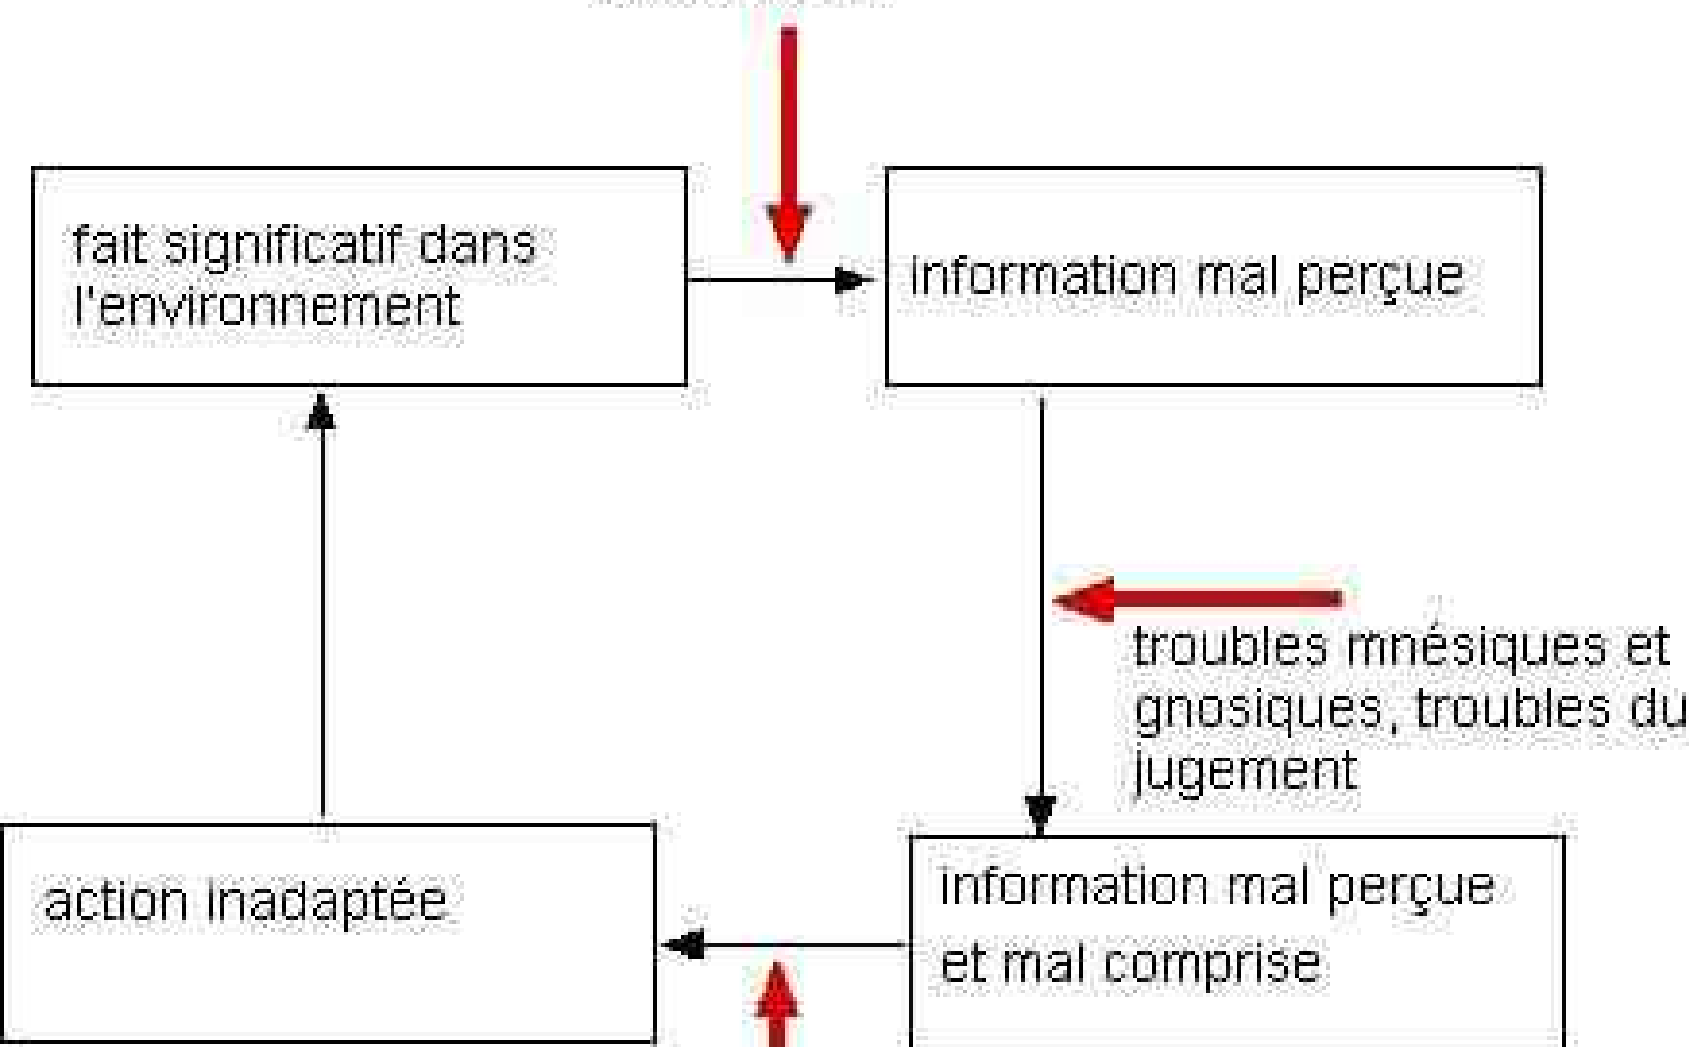 fait significatif dans
l'environnement
information mal perçue
troubles mnésiques et
gnosiques, troubles du
jugement
action inadaptée
information mal perçue
et mal comprise